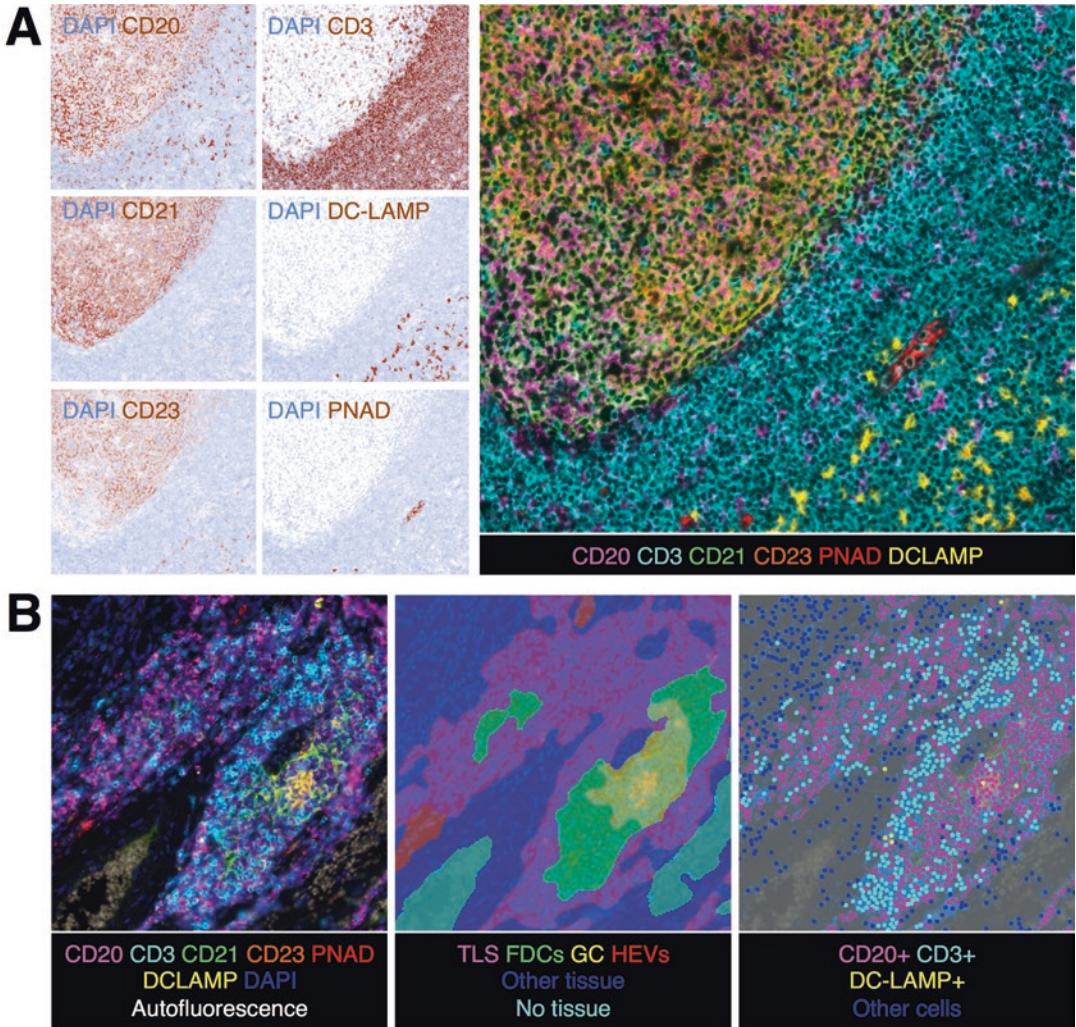 A
DAPI CD20
DAPI CD3
DAPI CD21
DAPI DC-LAMP
DAPI CD23
DAPI PNAD
CD20 CD3 CD21 CD23 PNAD DCLAMP
B
CD20 CD3 CD21 CD23 PNAD
DCLAMP DAPI
Autofluorescence
TLS FDCs GC HEVs
Other tissue
No tissue
CD20+ CD3+
DC-LAMP+
Other cells